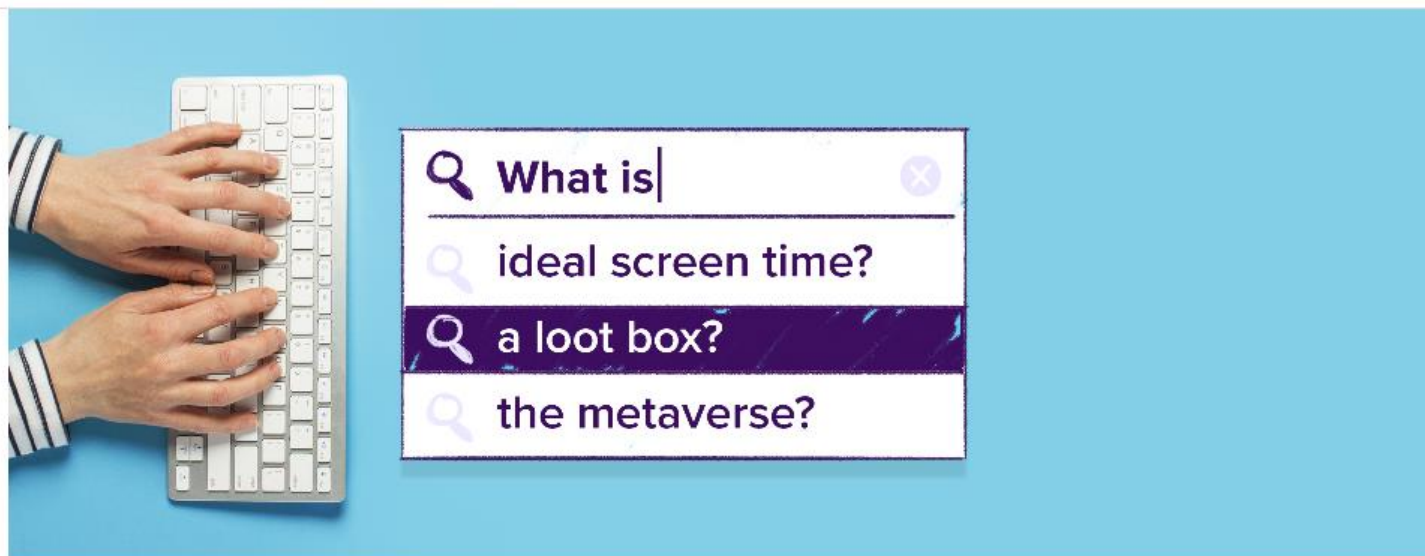 What is
ideal screen time?
a loot box?
the metaverse?